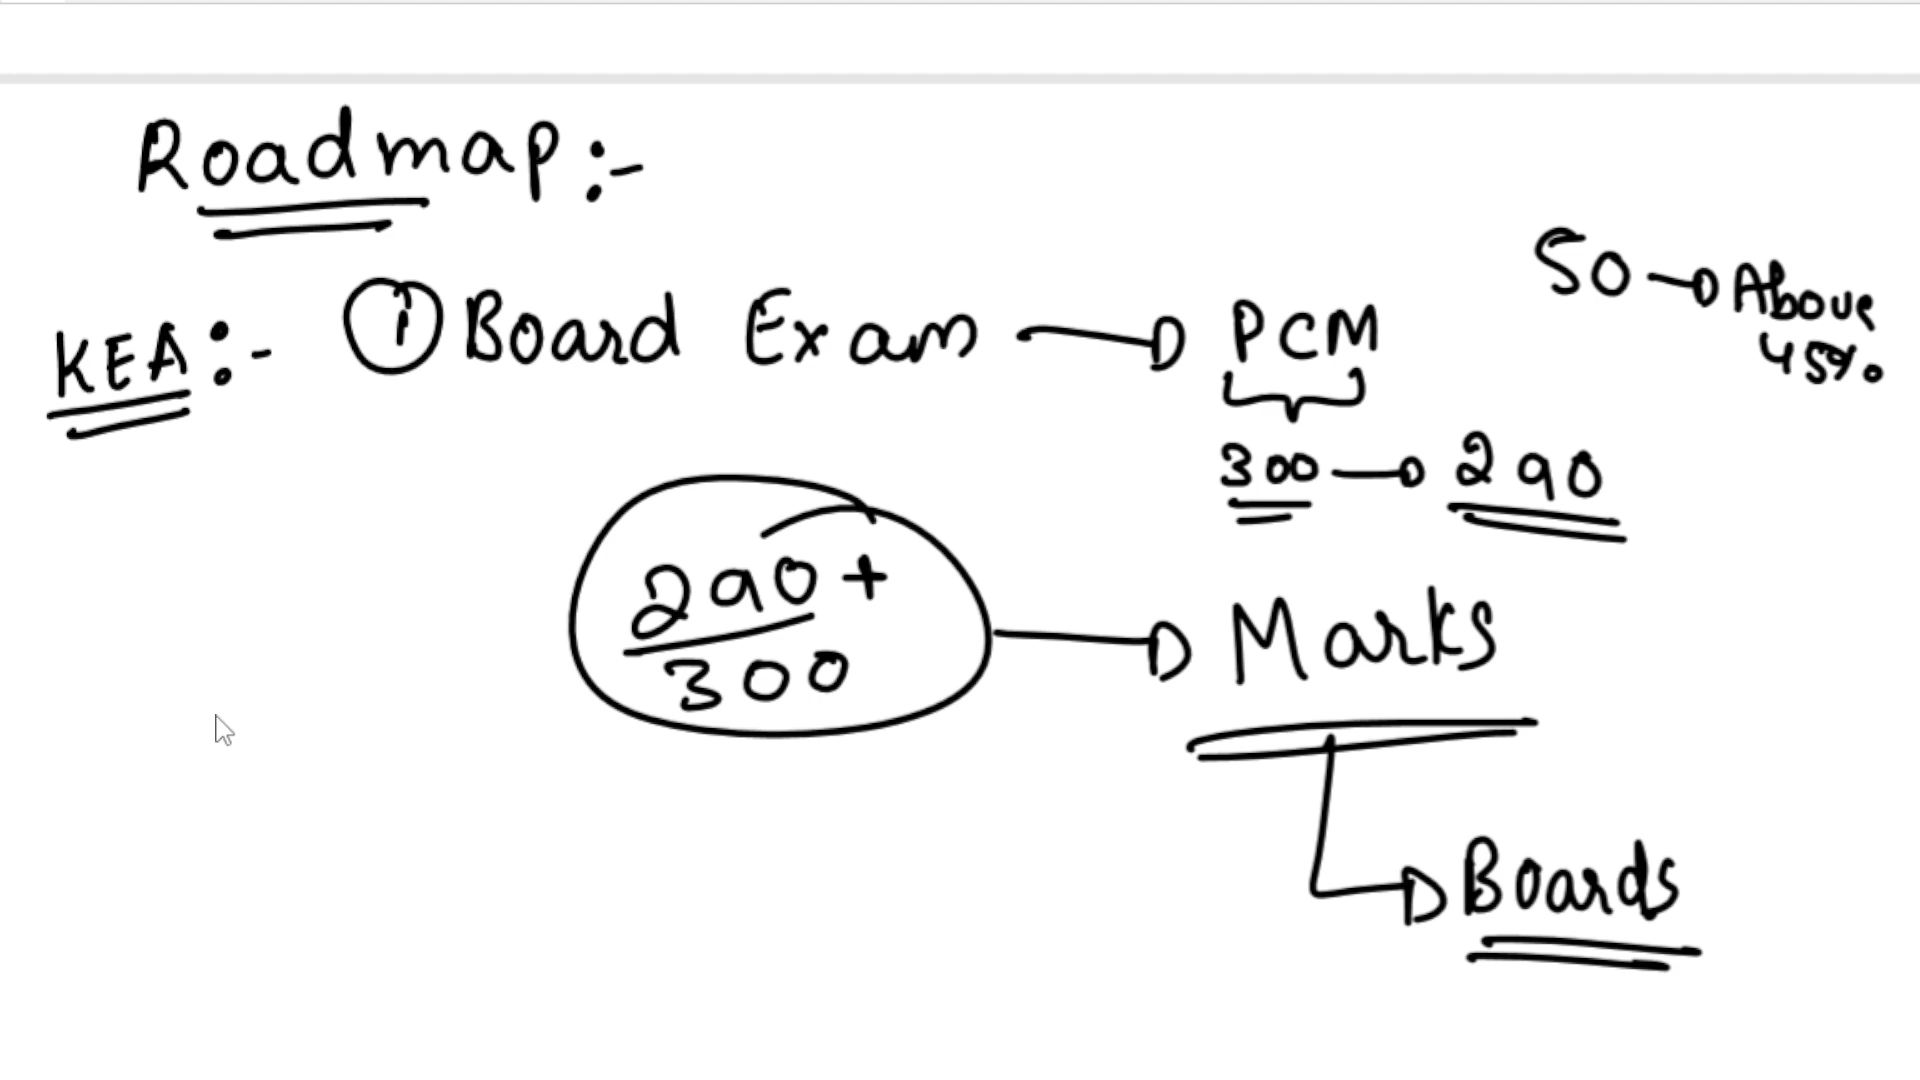 Roadmap:-
50 → Above
45%
KEA:- ① Board Exam → PCM
300 → 290
290+
300
→ Marks
→ Boards